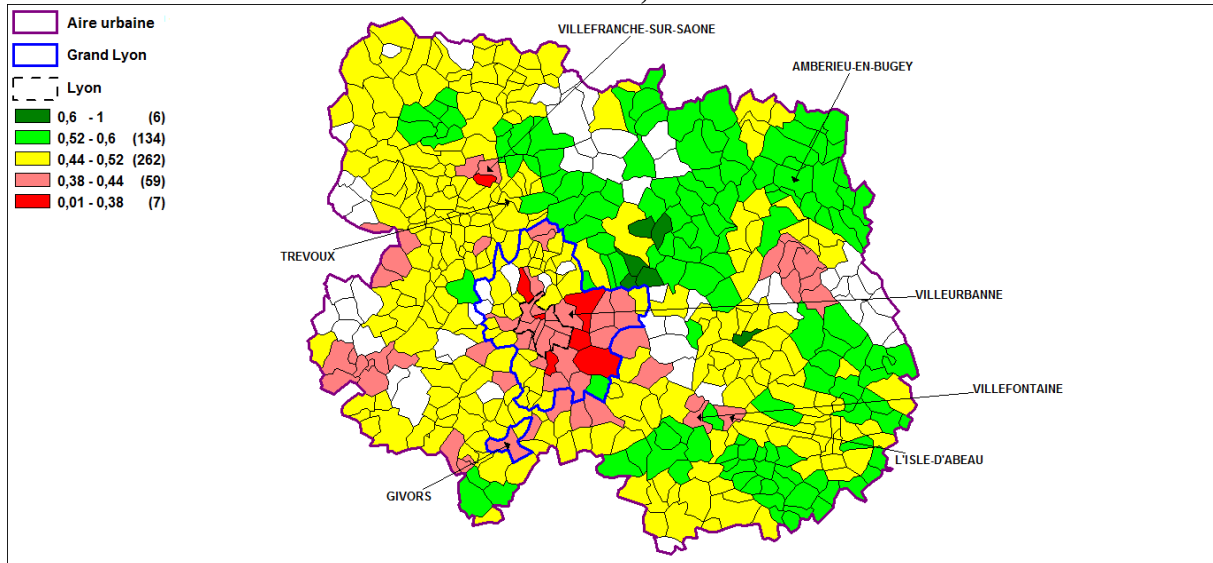 Aire urbaine
Grand Lyon
Lyon
0,6 - 1 (6)
0,52 - 0,6 (134)
0,44 - 0,52 (262)
0,38 - 0,44 (59)
0,01 - 0,38 (7)
VILLEFRANCHE-SUR-SAONE
AMBERIEU-EN-BUGEY
TREVOUX
VILLEURBANNE
VILLEFONTAINE
L'ISLE-D'ABEAU
GIVORS